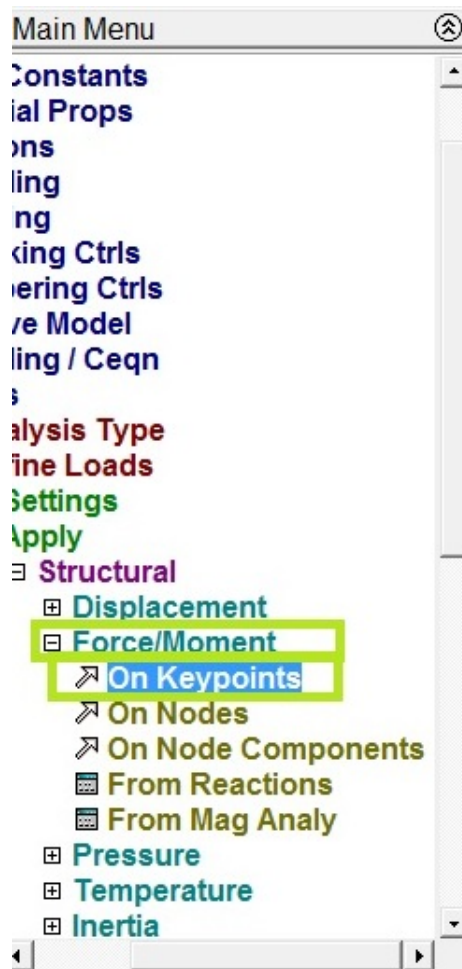 Main Menu
Constants
ial Props
ons
ling
ng
king Ctrls
ering Ctrls
ve Model
ling / Ceqn
s
alysis Type
fine Loads
Settings
Apply
Structural
Displacement
Force/Moment
On Keypoints
On Nodes
On Node Components
From Reactions
From Mag Analy
Pressure
Temperature
Inertia